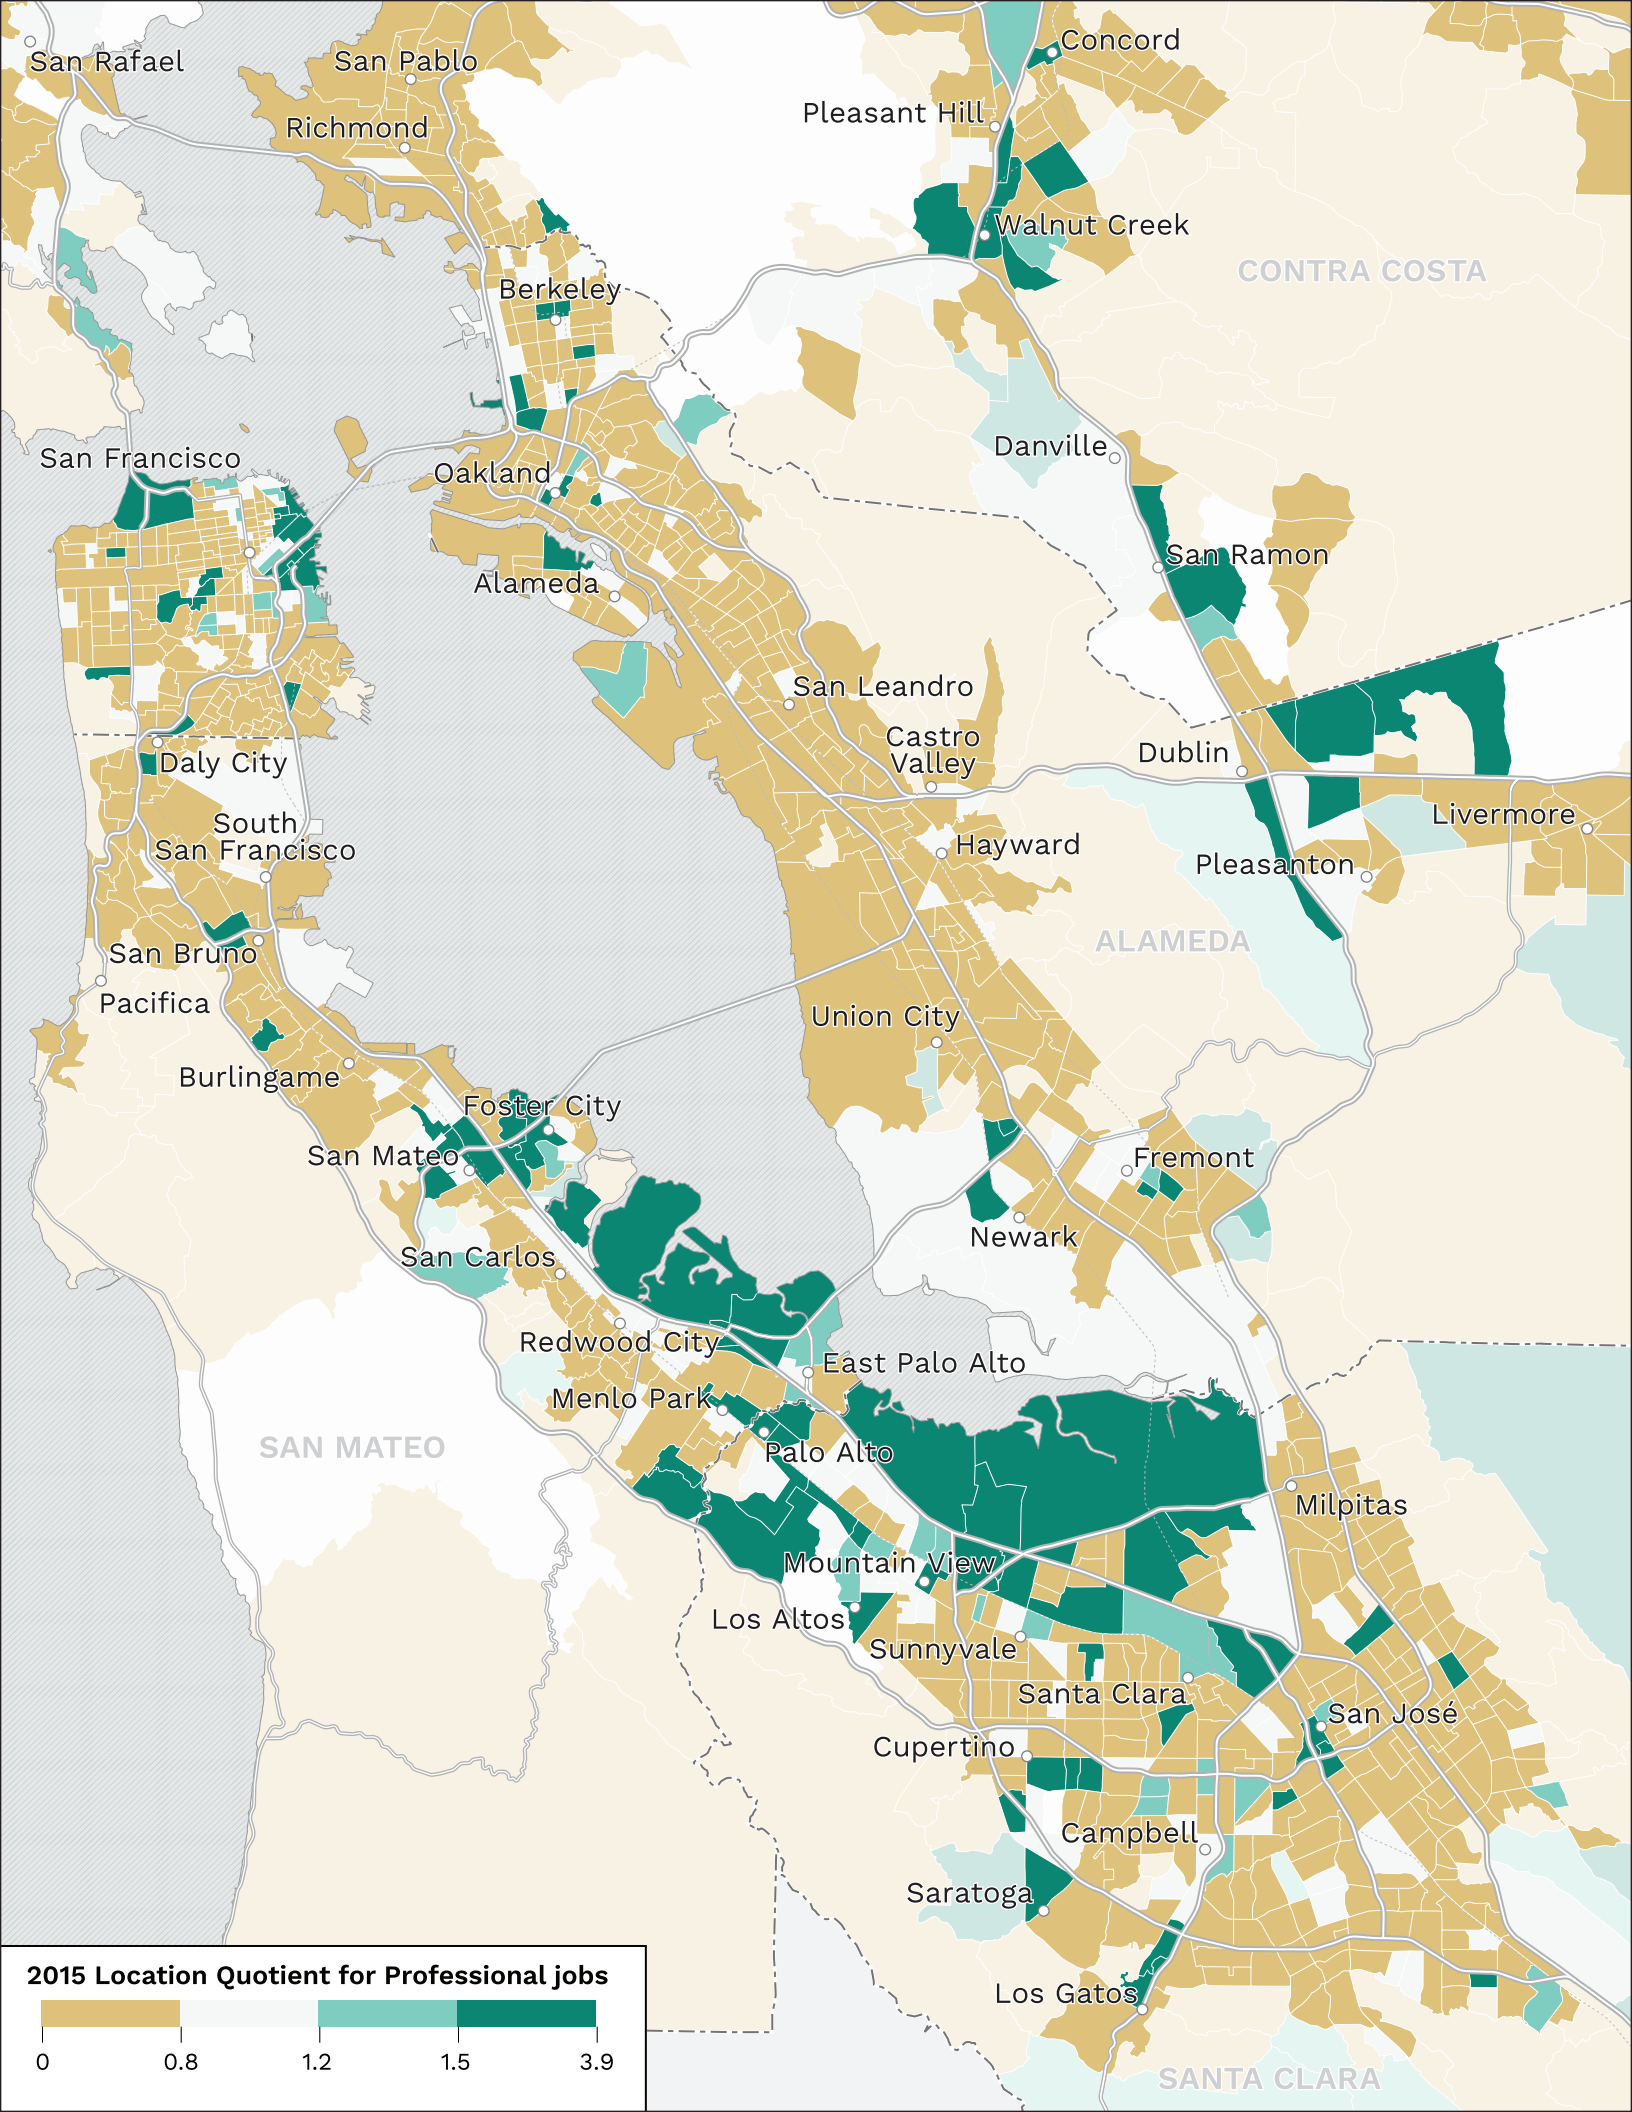 Concord
San Rafael
San Pablo
Pleasant Hill
Richmond
Walnut Creek
CONTRA COSTA
Berkeley
Danville
San Francisco
Oakland
San Ramon
Alameda
San Leandro
Castro
Valley
Dublin
Daly City
Livermore
South
San Francisco
Hayward
Pleasanton
ALAMEDA
San Bruno
Pacifica
Union City
Burlingame
Foster City
San Mateo
Fremont
Newark
San Carlos
Redwood City
East Palo Alto
Menlo Park
SAN MATEO
Palo Alto
Milpitas
Mountain View
Los Altos
Sunnyvale
Santa Clara
San José
Cupertino
Campbell
Saratoga
Los Gatos
SANTA CLARA
2015 Location Quotient for Professional jobs
0 0.8 1.2 1.5 3.9